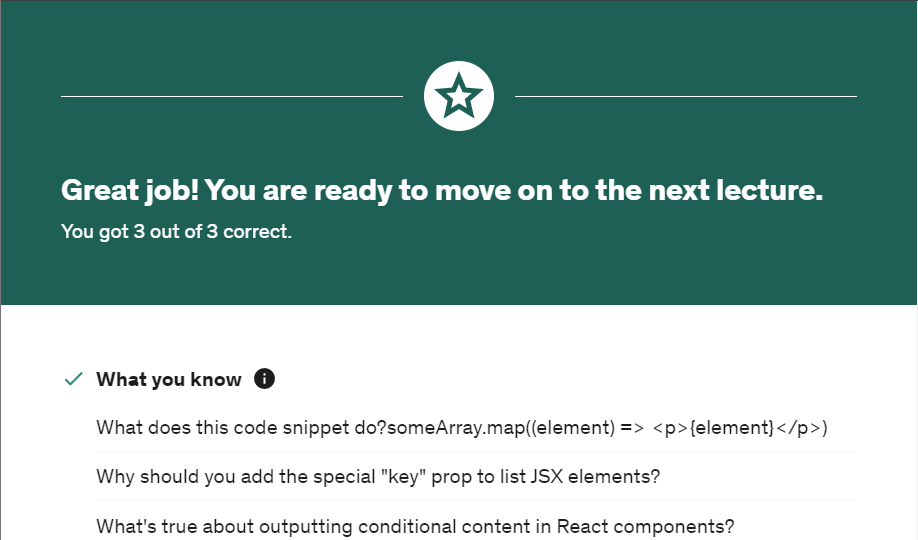 Great job! You are ready to move on to the next lecture.
You got 3 out of 3 correct.
What you know
What does this code snippet do?someArray.map((element) => <p>{element}</p>)
Why should you add the special "key" prop to list JSX elements?
What's true about outputting conditional content in React components?